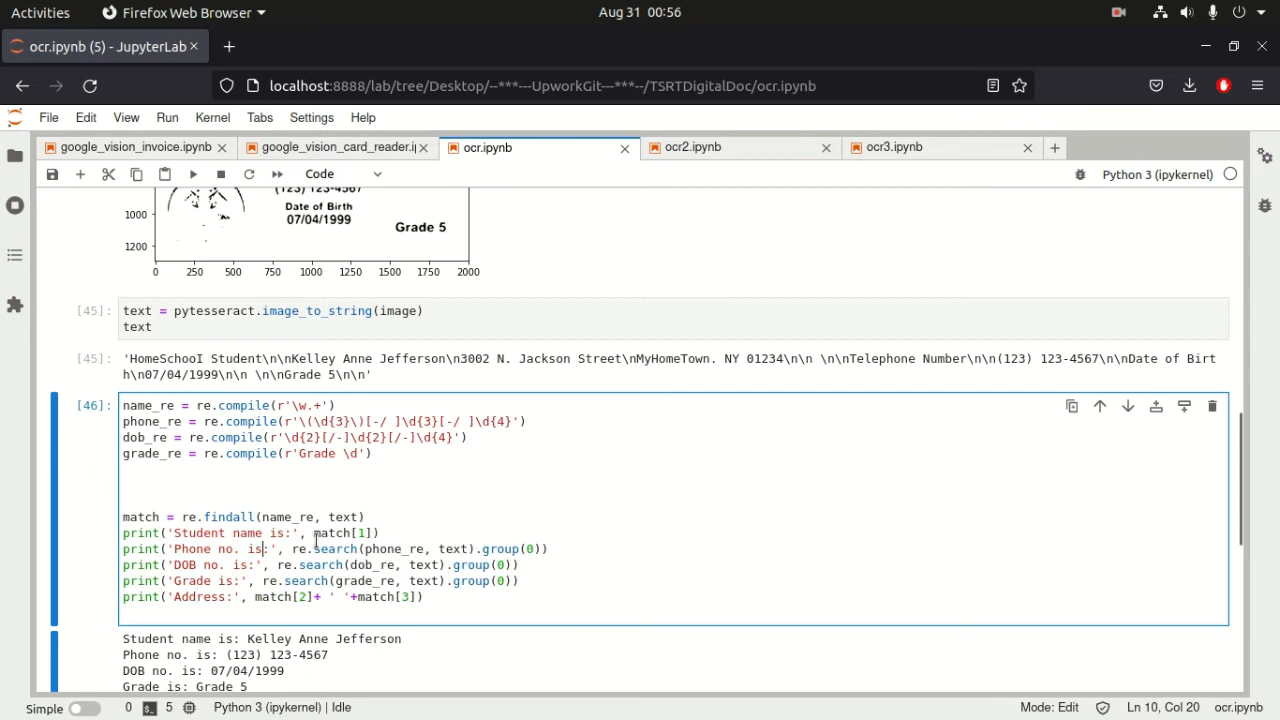 Activities Firefox Web Browser Aug 31 00:56
ocr.ipynb (5) - JupyterLab
localhost:8888/lab/tree/Desktop/--***---UpworkGit---***--/TSRTDigitalDoc/ocr.ipynb
File Edit View Run Kernel Tabs Settings Help
google_vision_invoice.ipynb google_vision_card_reader.i ocr.ipynb ocr2.ipynb ocr3.ipynb
Code Python 3 (ipykernel)
(123) 123-4567
1000 Date of Birth
07/04/1999
Grade 5
1200
0 250 500 750 1000 1250 1500 1750 2000
[45]: text = pytesseract.image_to_string(image)
text
[45]: 'HomeSchooI Student\n\nKelley Anne Jefferson\n3002 N. Jackson Street\nMyHomeTown. NY 01234\n\n \n\nTelephone Number\n\n(123) 123-4567\n\nDate of Birt
h\n07/04/1999\n\n \n\nGrade 5\n\n'
[46]: name_re = re.compile(r'\w.+')
phone_re = re.compile(r'\(\d{3}\)[-/ ]\d{3}[-/ ]\d{4}')
dob_re = re.compile(r'\d{2}[/-]\d{2}[/-]\d{4}')
grade_re = re.compile(r'Grade \d')
match = re.findall(name_re, text)
print('Student name is:', match[1])
print('Phone no. is:', re.search(phone_re, text).group(0))
print('DOB no. is:', re.search(dob_re, text).group(0))
print('Grade is:', re.search(grade_re, text).group(0))
print('Address:', match[2]+ ' '+match[3])
Student name is: Kelley Anne Jefferson
Phone no. is: (123) 123-4567
DOB no. is: 07/04/1999
Grade is: Grade 5
Simple 0 5 Python 3 (ipykernel) | Idle Mode: Edit Ln 10, Col 20 ocr.ipynb